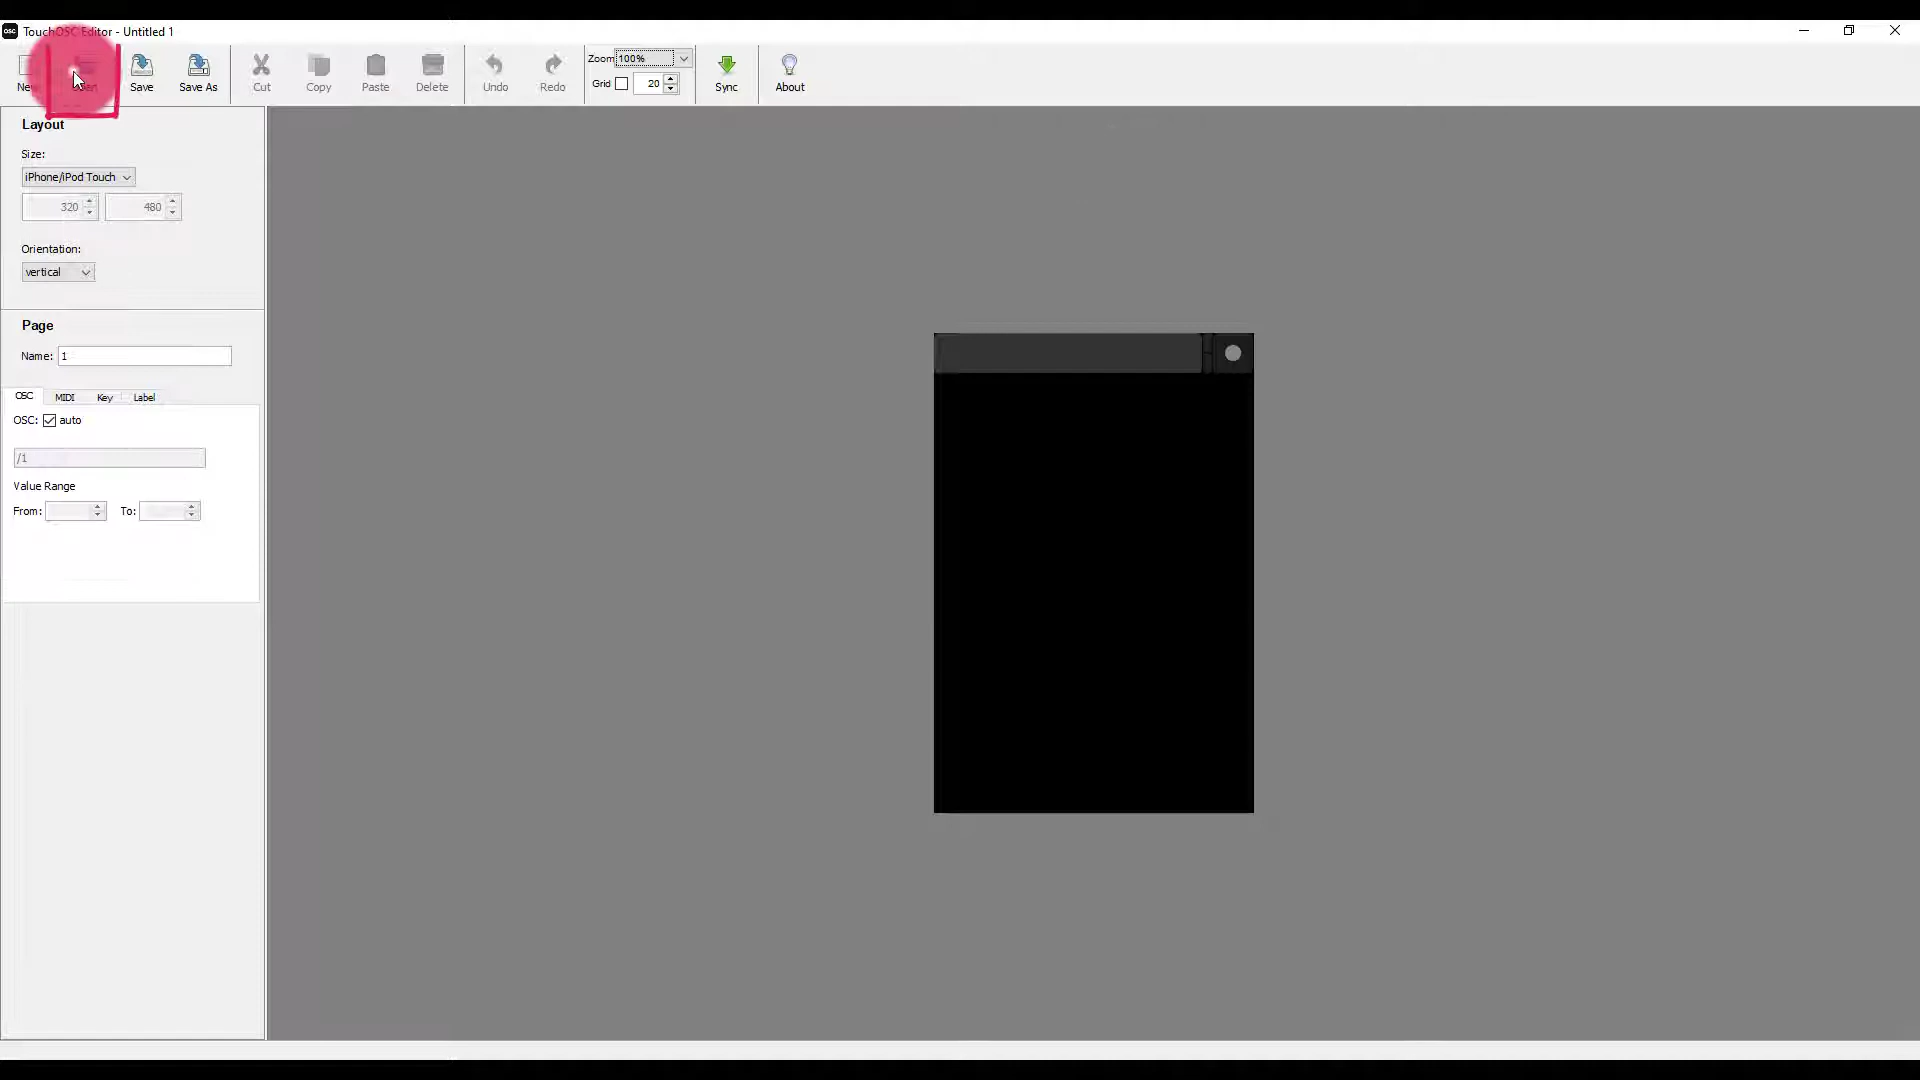 OSC TouchOSC Editor - Untitled 1
New Save Save As Cut Copy Paste Delete Undo Redo Zoom 100% Grid 20 Sync About
Layout
Size:
iPhone/iPod Touch
320 480
Orientation:
vertical
Page
Name: 1
OSC MIDI Key Label
OSC: auto
/1
Value Range
From: To: